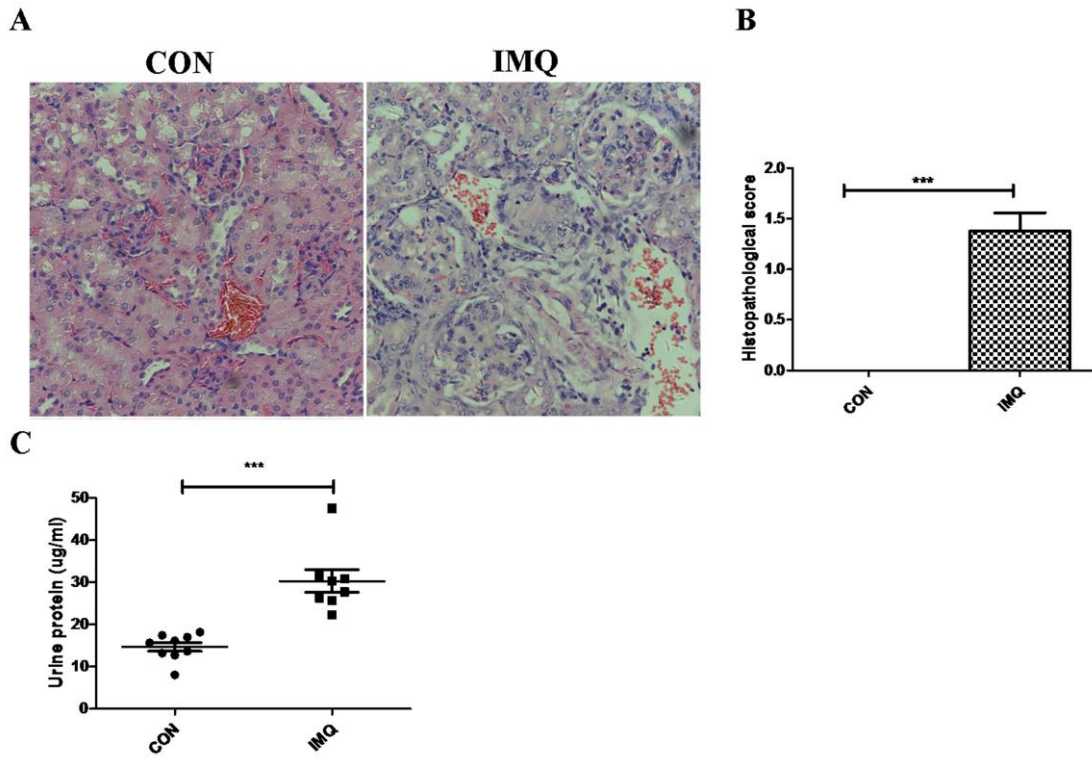 A
CON
IMQ
B
***
2.0
1.5
1.0
0.5
0.0
Histopathological score
CON
IMQ
C
***
50
40
30
20
10
0
Urine protein (ug/ml)
CON
IMQ